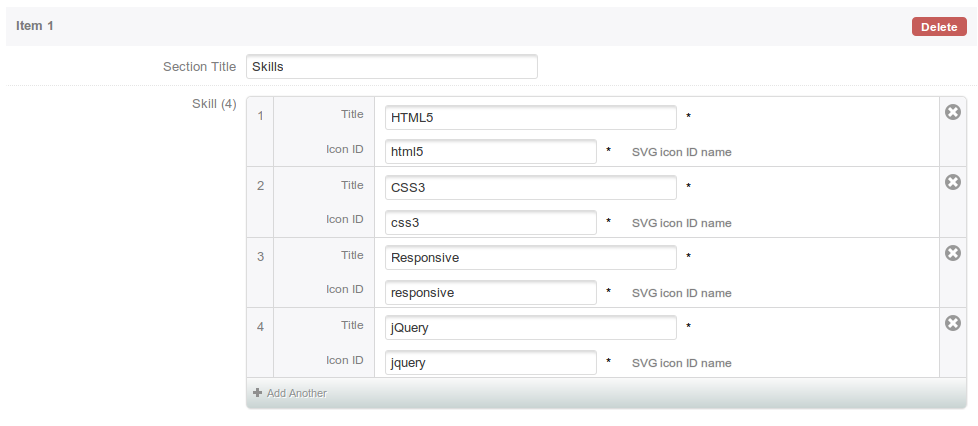 Item 1 Delete
Section Title Skills
Skill (4)
1 Title HTML5 *
Icon ID html5 * SVG icon ID name
2 Title CSS3 *
Icon ID css3 * SVG icon ID name
3 Title Responsive *
Icon ID responsive * SVG icon ID name
4 Title jQuery *
Icon ID jquery * SVG icon ID name
Add Another